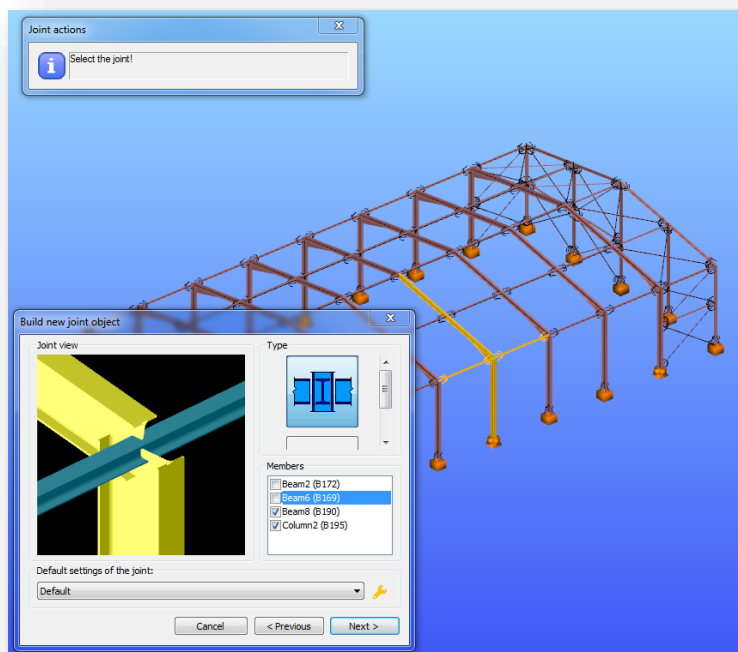 Joint actions
Select the joint!
Build new joint object
Joint view
Type
Members
Beam2 (B172)
Beam6 (B169)
Beam8 (B190)
Column2 (B195)
Default settings of the joint:
Default
Cancel
< Previous
Next >